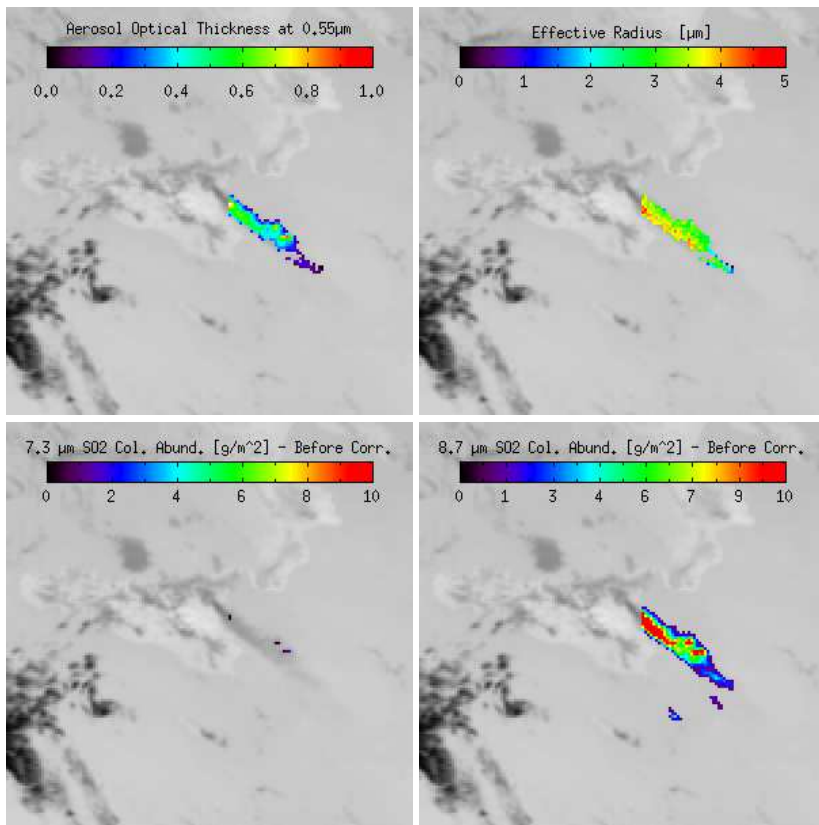 Aerosol Optical Thickness at 0.55µm
0.0 0.2 0.4 0.6 0.8 1.0
Effective Radius [µm]
0 1 2 3 4 5
7.3 µm SO2 Col. Abund. [g/m^2] - Before Corr.
0 2 4 6 8 10
8.7 µm SO2 Col. Abund. [g/m^2] - Before Corr.
0 1 3 4 6 7 9 10